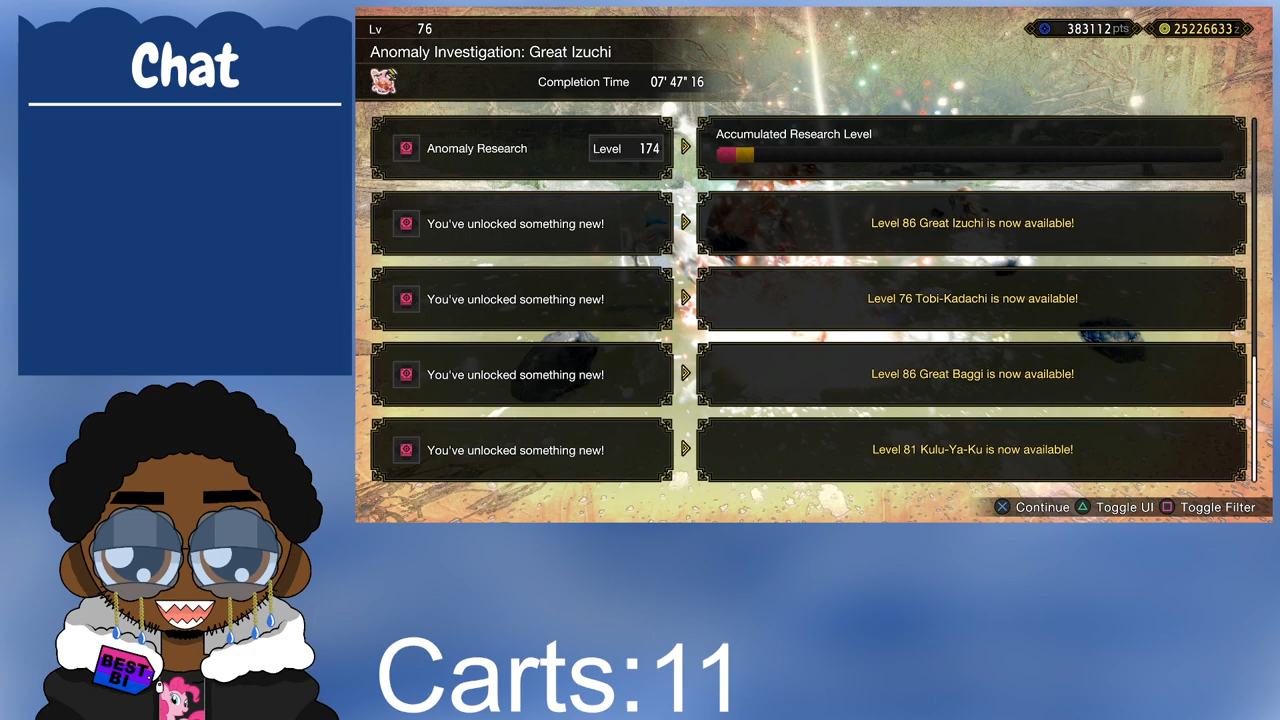 Chat
Lv 76
383112pts
25226633z
Anomaly Investigation: Great Izuchi
Completion Time 07' 47" 16
Anomaly Research Level 174
Accumulated Research Level
You've unlocked something new!
Level 86 Great Izuchi is now available!
You've unlocked something new!
Level 76 Tobi-Kadachi is now available!
You've unlocked something new!
Level 86 Great Baggi is now available!
You've unlocked something new!
Level 81 Kulu-Ya-Ku is now available!
Continue Toggle UI Toggle Filter
BEST
BI
Carts:11